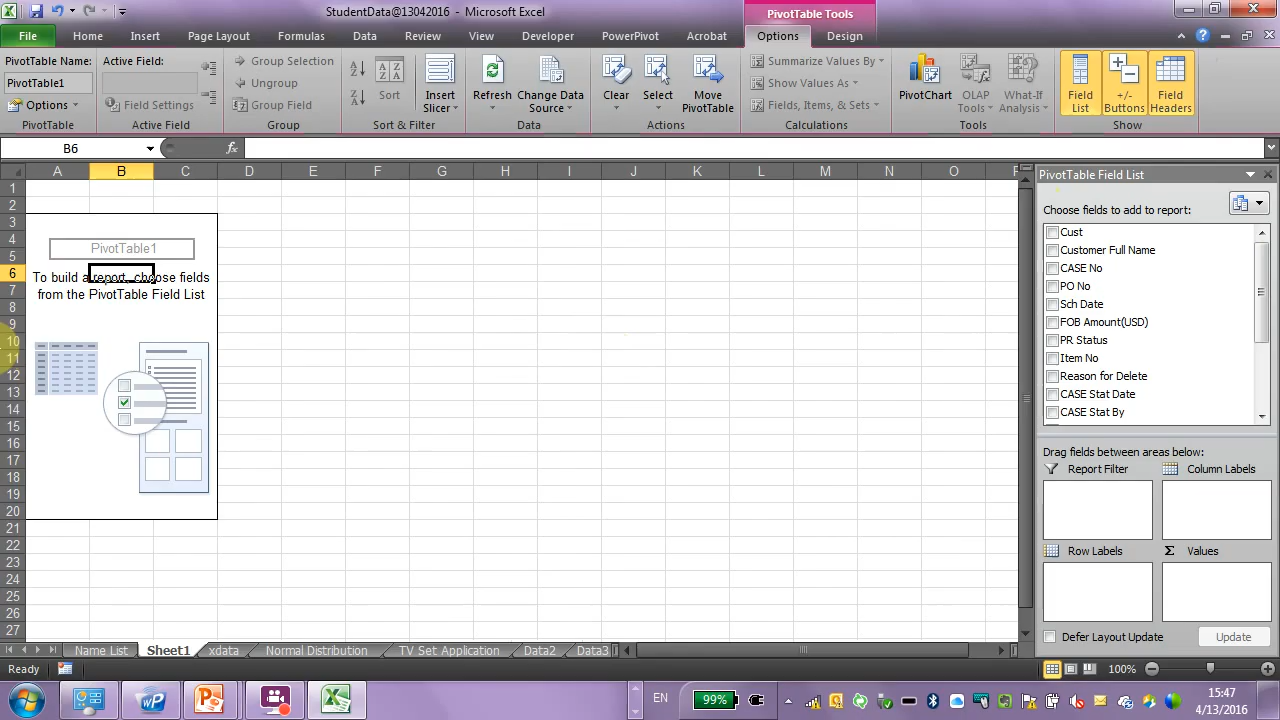 StudentData@13042016 - Microsoft Excel
PivotTable Tools
File Home Insert Page Layout Formulas Data Review View Developer PowerPivot Acrobat Options Design
PivotTable Name:
PivotTable1
Options
PivotTable
Active Field:
Field Settings
Active Field
Group Selection
Ungroup
Group Field
Group
Sort
Insert
Slicer
Sort & Filter
Refresh
Change Data
Source
Data
Clear
Select
Move
PivotTable
Actions
Summarize Values By
Show Values As
Fields, Items, & Sets
Calculations
PivotChart
OLAP
Tools
What-If
Analysis
Tools
Field
List
+/-
Buttons
Field
Headers
Show
B6
fx
A B C D E F G H I J K L M N O P
1
2
3
4
5
6
7
8
9
10
11
12
13
14
15
16
17
18
19
20
21
22
23
24
25
26
27
PivotTable1
To build a report, choose fields
from the PivotTable Field List
PivotTable Field List
Choose fields to add to report:
Cust
Customer Full Name
CASE No
PO No
Sch Date
FOB Amount(USD)
PR Status
Item No
Reason for Delete
CASE Stat Date
CASE Stat By
Drag fields between areas below:
Report Filter
Column Labels
Row Labels
Σ Values
Defer Layout Update
Update
Name List Sheet1 xdata Normal Distribution TV Set Application Data2 Data3
Ready
100%
EN
99%
15:47
4/13/2016